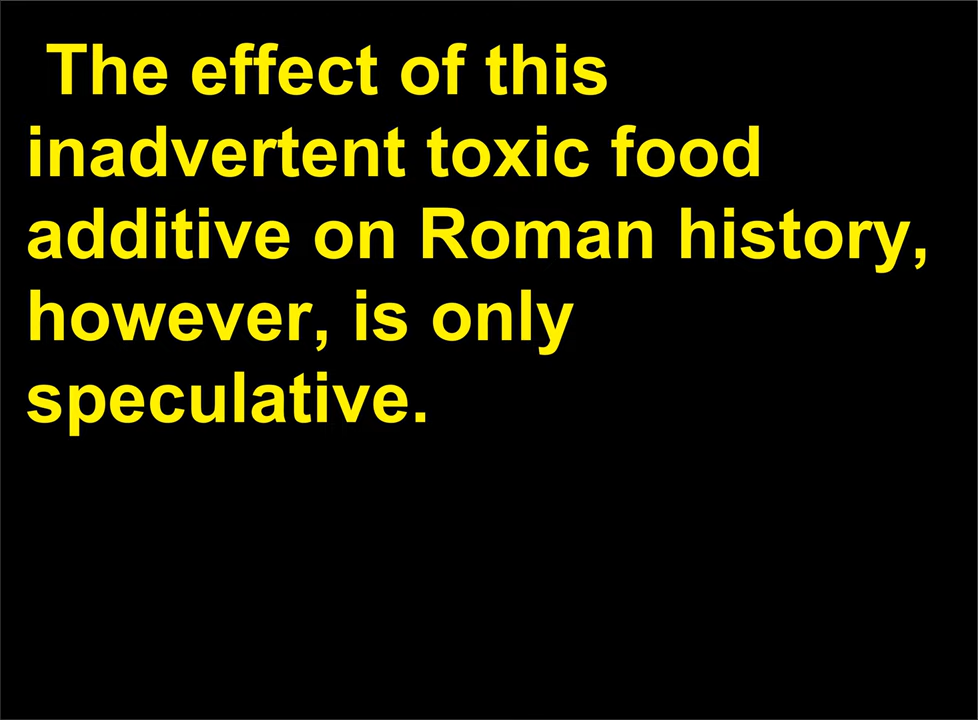 The effect of this
inadvertent toxic food
additive on Roman history,
however, is only
speculative.